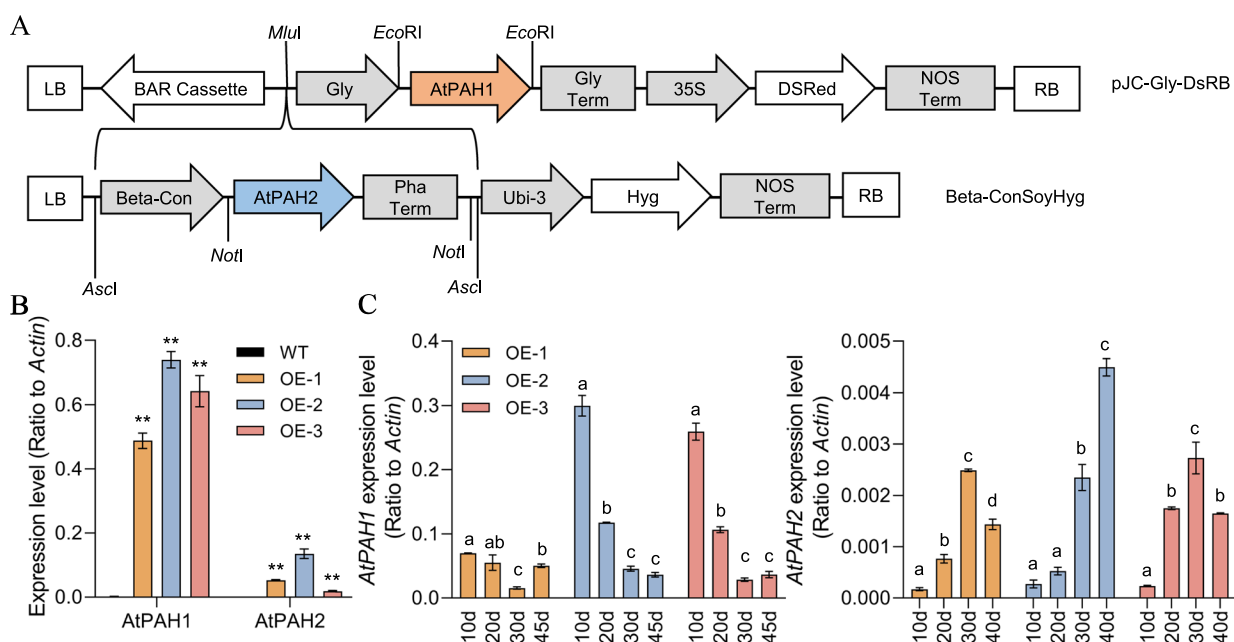 A
MluI
EcoRI
EcoRI
LB
BAR Cassette
Gly
AtPAH1
Gly
Term
35S
DSRed
NOS
Term
RB
pJC-Gly-DsRB
LB
Beta-Con
AtPAH2
Pha
Term
Ubi-3
Hyg
NOS
Term
RB
Beta-ConSoyHyg
NotI
NotI
AscI
AscI
B
Expression level (Ratio to Actin)
0.8
0.6
0.4
0.2
0.0
**
**
**
**
**
**
WT
OE-1
OE-2
OE-3
AtPAH1
AtPAH2
C
AtPAH1 expression level
(Ratio to Actin)
0.4
0.3
0.2
0.1
0.0
OE-1
OE-2
OE-3
a
ab
c
b
a
b
c
c
a
b
c
c
10d
20d
30d
45d
10d
20d
30d
45d
10d
20d
30d
45d
AtPAH2 expression level
(Ratio to Actin)
0.005
0.004
0.003
0.002
0.001
0.000
a
b
c
d
a
a
b
c
a
b
c
b
10d
20d
30d
40d
10d
20d
30d
40d
10d
20d
30d
40d